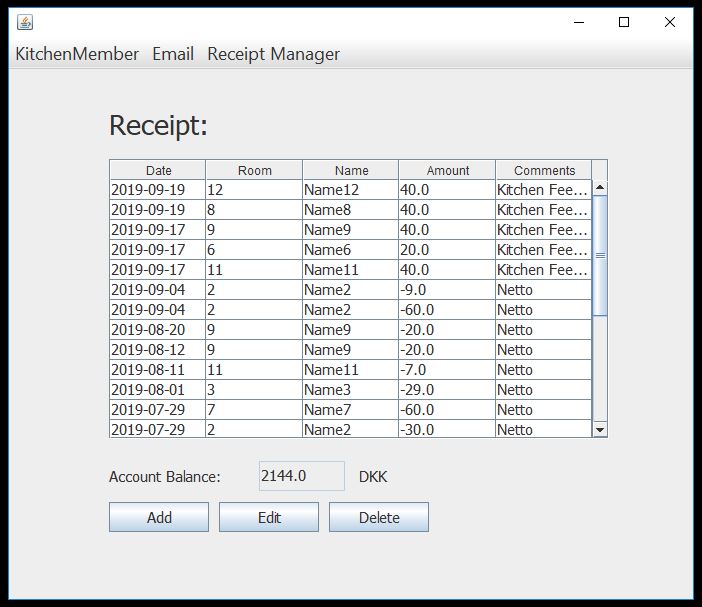 KitchenMember Email Receipt Manager
Receipt:
Date Room Name Amount Comments
2019-09-19 12 Name12 40.0 Kitchen Fee...
2019-09-19 8 Name8 40.0 Kitchen Fee...
2019-09-17 9 Name9 40.0 Kitchen Fee...
2019-09-17 6 Name6 20.0 Kitchen Fee...
2019-09-17 11 Name11 40.0 Kitchen Fee...
2019-09-04 2 Name2 -9.0 Netto
2019-09-04 2 Name2 -60.0 Netto
2019-08-20 9 Name9 -20.0 Netto
2019-08-12 9 Name9 -20.0 Netto
2019-08-11 11 Name11 -7.0 Netto
2019-08-01 3 Name3 -29.0 Netto
2019-07-29 7 Name7 -60.0 Netto
2019-07-29 2 Name2 -30.0 Netto
Account Balance: 2144.0 DKK
Add Edit Delete